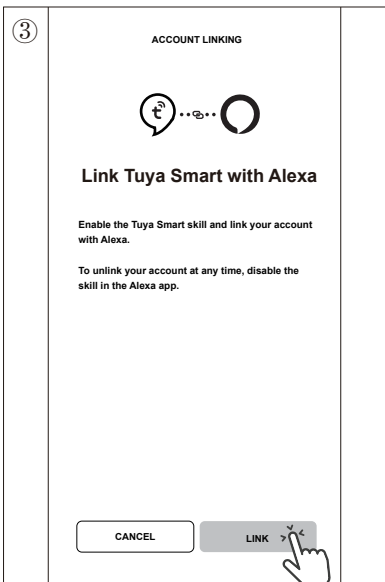 ③
ACCOUNT LINKING
Link Tuya Smart with Alexa
Enable the Tuya Smart skill and link your account
with Alexa.
To unlink your account at any time, disable the
skill in the Alexa app.
CANCEL
LINK